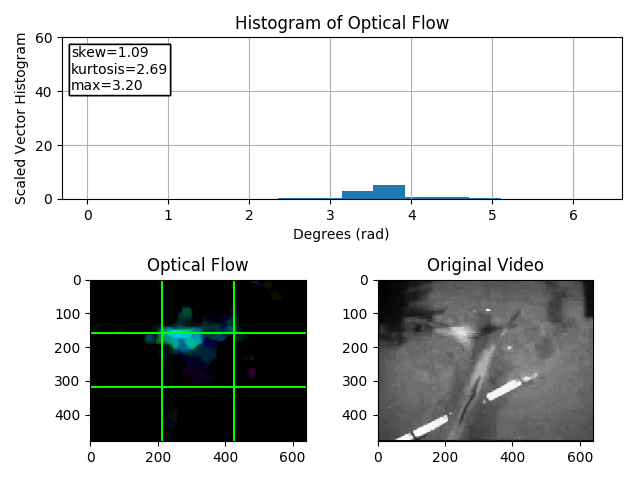 Histogram of Optical Flow
Scaled Vector Histogram
60
40
20
0
skew=1.09
kurtosis=2.69
max=3.20
0 1 2 3 4 5 6
Degrees (rad)
Optical Flow
0
100
200
300
400
0 200 400 600
Original Video
0
100
200
300
400
0 200 400 600